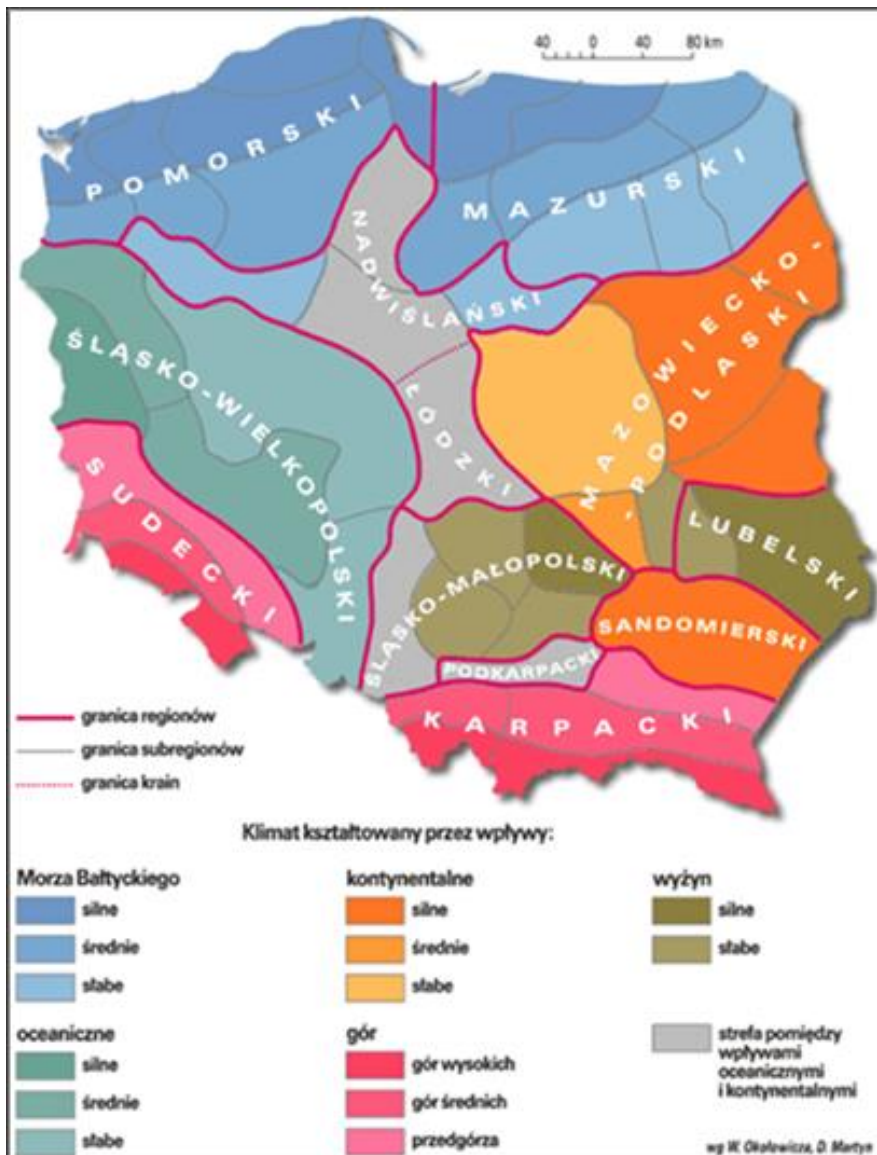 40 0 40 80 km
POMORSKI
MAZURSKI
NADWIŚLAŃSKI
MAZOWIECKO-
-PODLASKI
ŚLĄSKO-WIELKOPOLSKI
ŁÓDZKI
SUDECKI
LUBELSKI
ŚLĄSKO-MAŁOPOLSKI
SANDOMIERSKI
PODKARPACKI
KARPACKI
granica regionów
granica subregionów
granica krain
Klimat kształtowany przez wpływy:
Morza Bałtyckiego
silne
średnie
słabe
kontynentalne
silne
średnie
słabe
wyżyn
silne
słabe
oceaniczne
silne
średnie
słabe
gór
gór wysokich
gór średnich
przedgórza
strefa pomiędzy
wpływami
oceanicznymi
i kontynentalnymi
wg W. Okołowicza, D. Martyn